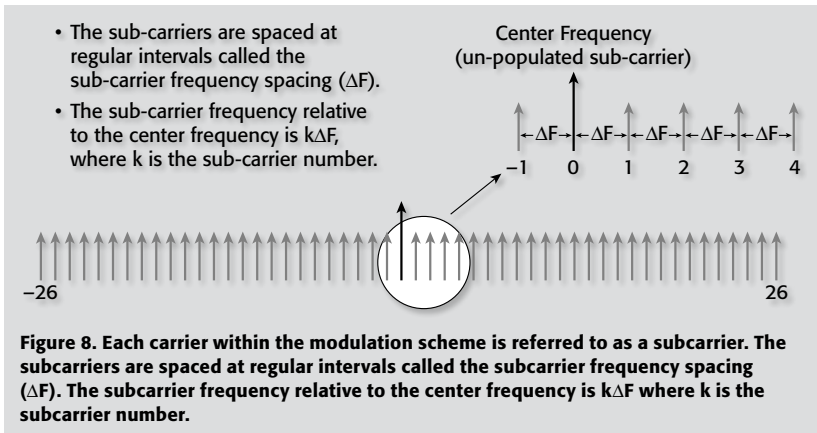 • The sub-carriers are spaced at
regular intervals called the
sub-carrier frequency spacing (ΔF).
• The sub-carrier frequency relative
to the center frequency is kΔF,
where k is the sub-carrier number.
Center Frequency
(un-populated sub-carrier)
ΔF ΔF ΔF ΔF ΔF
–1 0 1 2 3 4
–26 26
Figure 8. Each carrier within the modulation scheme is referred to as a subcarrier. The
subcarriers are spaced at regular intervals called the subcarrier frequency spacing
(ΔF). The subcarrier frequency relative to the center frequency is kΔF where k is the
subcarrier number.